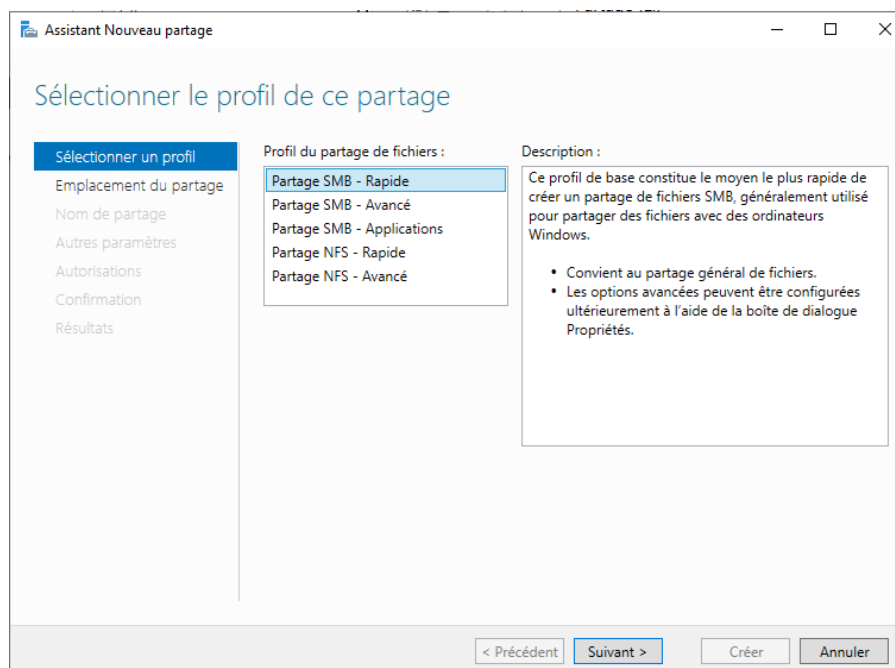 Assistant Nouveau partage
Sélectionner le profil de ce partage
Sélectionner un profil
Emplacement du partage
Nom de partage
Autres paramètres
Autorisations
Confirmation
Résultats
Profil du partage de fichiers :
Partage SMB - Rapide
Partage SMB - Avancé
Partage SMB - Applications
Partage NFS - Rapide
Partage NFS - Avancé
Description :
Ce profil de base constitue le moyen le plus rapide de
créer un partage de fichiers SMB, généralement utilisé
pour partager des fichiers avec des ordinateurs
Windows.
• Convient au partage général de fichiers.
• Les options avancées peuvent être configurées
ultérieurement à l'aide de la boîte de dialogue
Propriétés.
< Précédent
Suivant >
Créer
Annuler